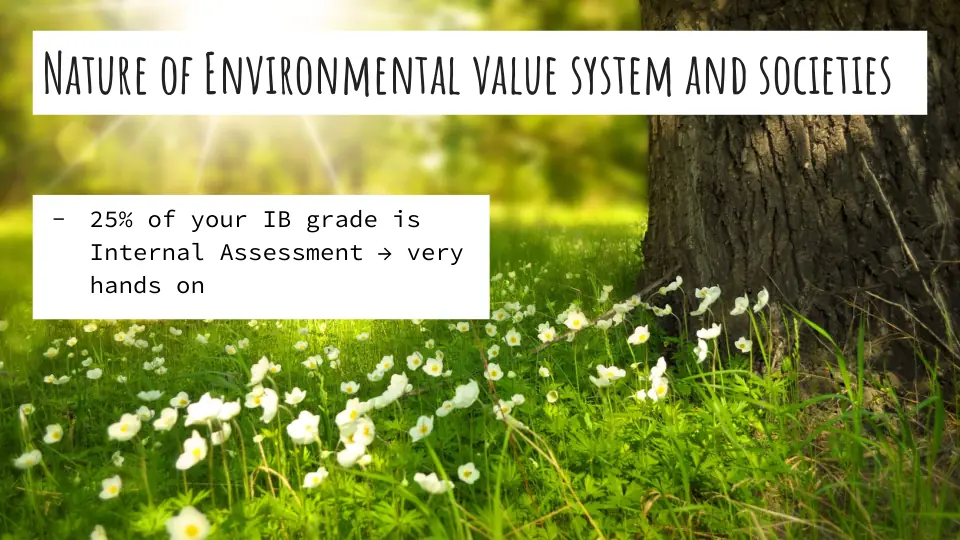 Nature of Environmental value system and societies
- 25% of your IB grade is
Internal Assessment → very
hands on